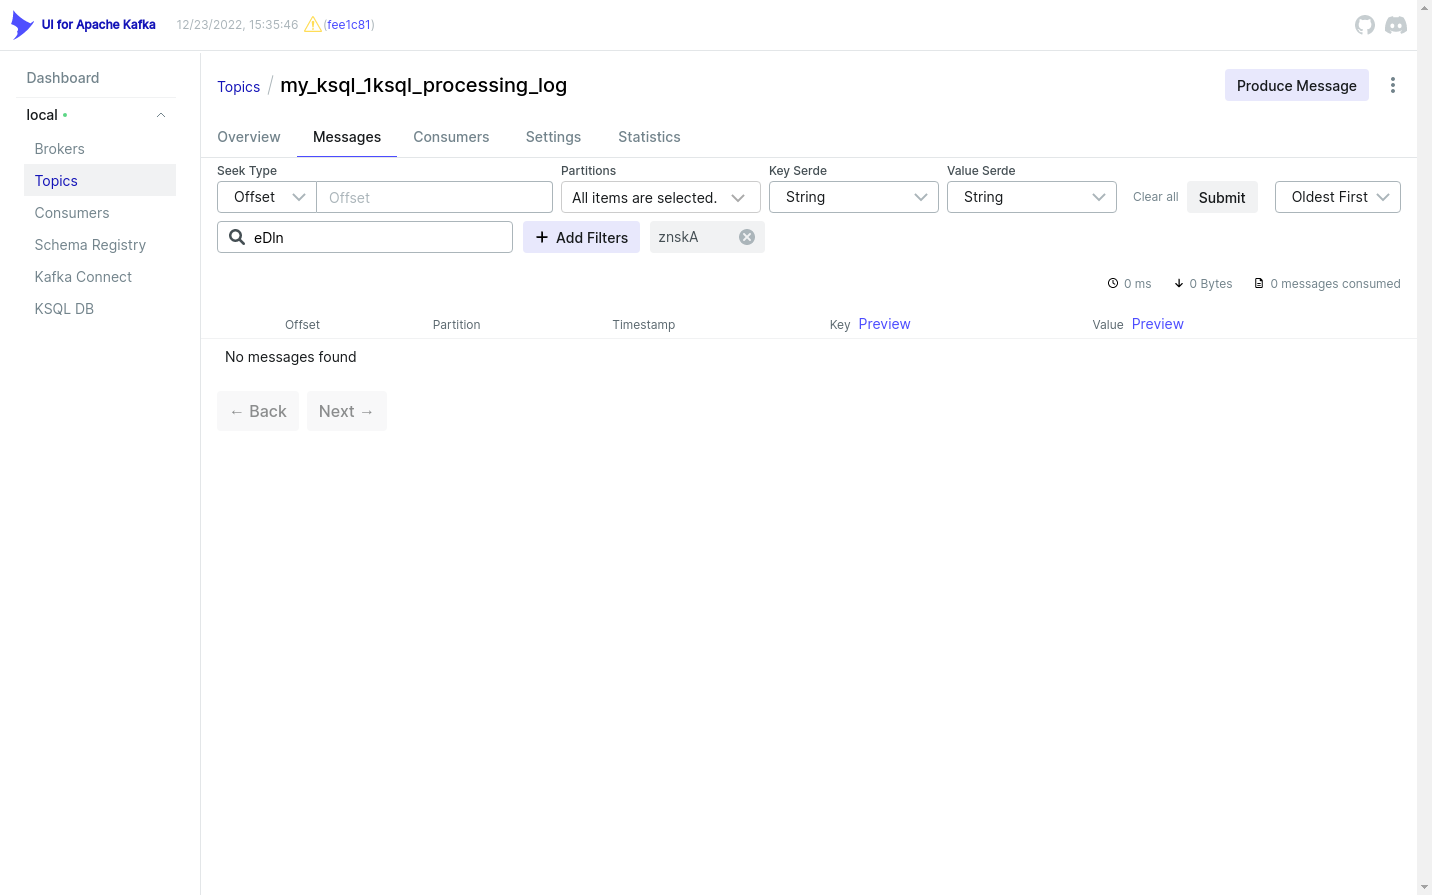 UI for Apache Kafka 12/23/2022, 15:35:46 (fee1c81)
Dashboard
local
Brokers
Topics
Consumers
Schema Registry
Kafka Connect
KSQL DB
Topics / my_ksql_1ksql_processing_log
Produce Message
Overview Messages Consumers Settings Statistics
Seek Type Partitions Key Serde Value Serde
Offset Offset All items are selected. String String Clear all Submit Oldest First
eDln Add Filters znskA
0 ms 0 Bytes 0 messages consumed
Offset Partition Timestamp Key Preview Value Preview
No messages found
← Back Next →